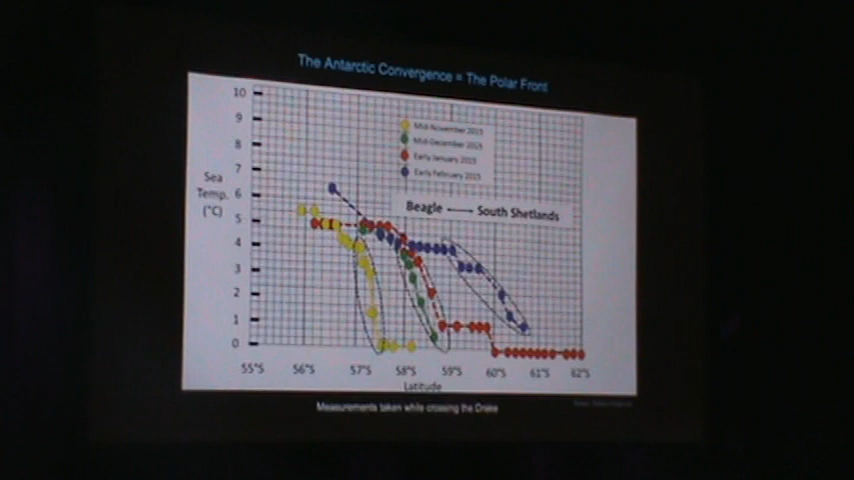 The Antarctic Convergence = The Polar Front
10
9
8
7
6
5
4
3
2
1
0
Sea
Temp.
(°C)
Mid-November 2015
Mid-December 2015
Early January 2015
Early February 2015
Beagle → South Shetlands
55°S 56°S 57°S 58°S 59°S 60°S 61°S 62°S
Latitude
Measurements taken while crossing the Drake